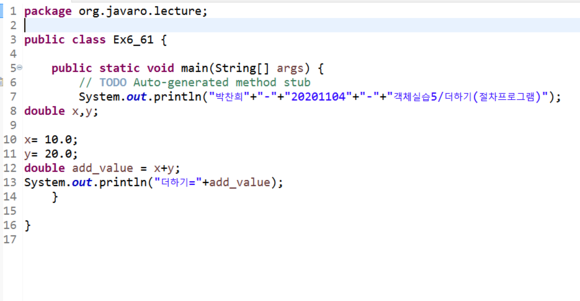 1 package org.javaro.lecture;
2
3 public class Ex6_61 {
4
5 public static void main(String[] args) {
6 // TODO Auto-generated method stub
7 System.out.println("박찬희"+"-"+"20201104"+"-"+"객체실습5/더하기(절차프로그램)");
8 double x,y;
9
10 x= 10.0;
11 y= 20.0;
12 double add_value = x+y;
13 System.out.println("더하기="+add_value);
14 }
15
16 }
17